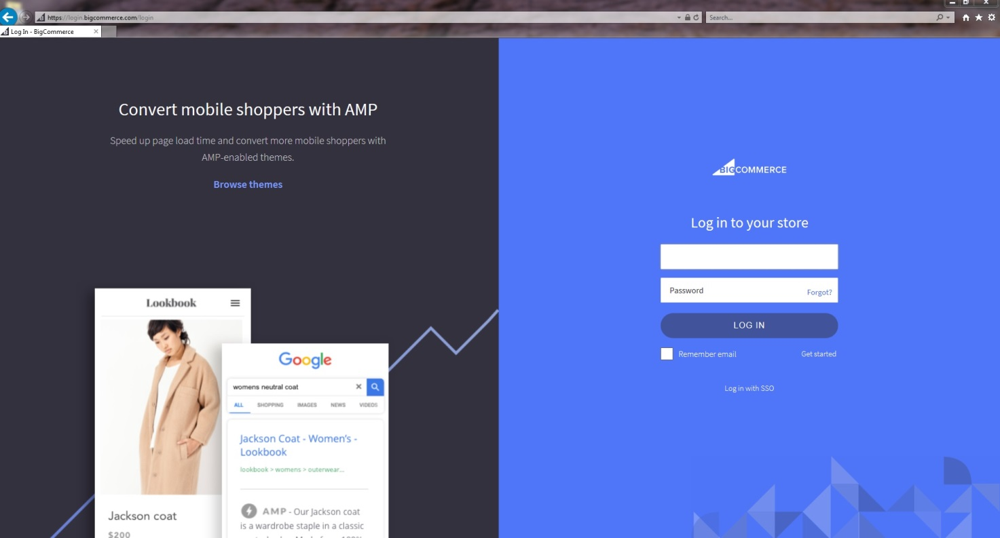 https://login.bigcommerce.com/login
Search...
Log In - BigCommerce
Convert mobile shoppers with AMP
Speed up page load time and convert more mobile shoppers with
AMP-enabled themes.
Browse themes
BIGCOMMERCE
Log in to your store
Password
Forgot?
LOG IN
Remember email
Get started
Log in with SSO
Lookbook
Jackson coat
$200
Google
womens neutral coat
ALL SHOPPING IMAGES NEWS VIDEOS
Jackson Coat - Women's -
Lookbook
lookbook > womens > outerwear...
AMP - Our Jackson coat
is a wardrobe staple in a classic